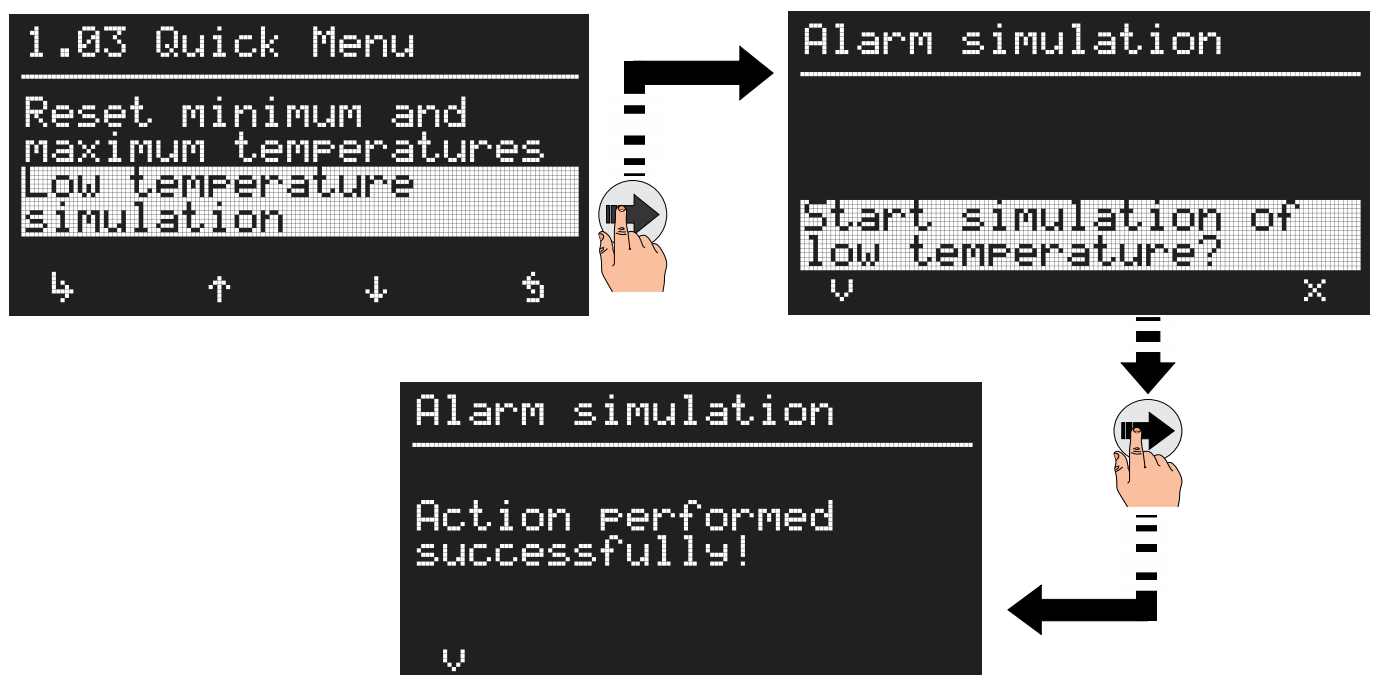 1.03 Quick Menu
Reset minimum and
maximum temperatures
Low temperature
simulation
Alarm simulation
Start simulation of
low temperature?
V
X
Alarm simulation
Action performed
successfully!
V